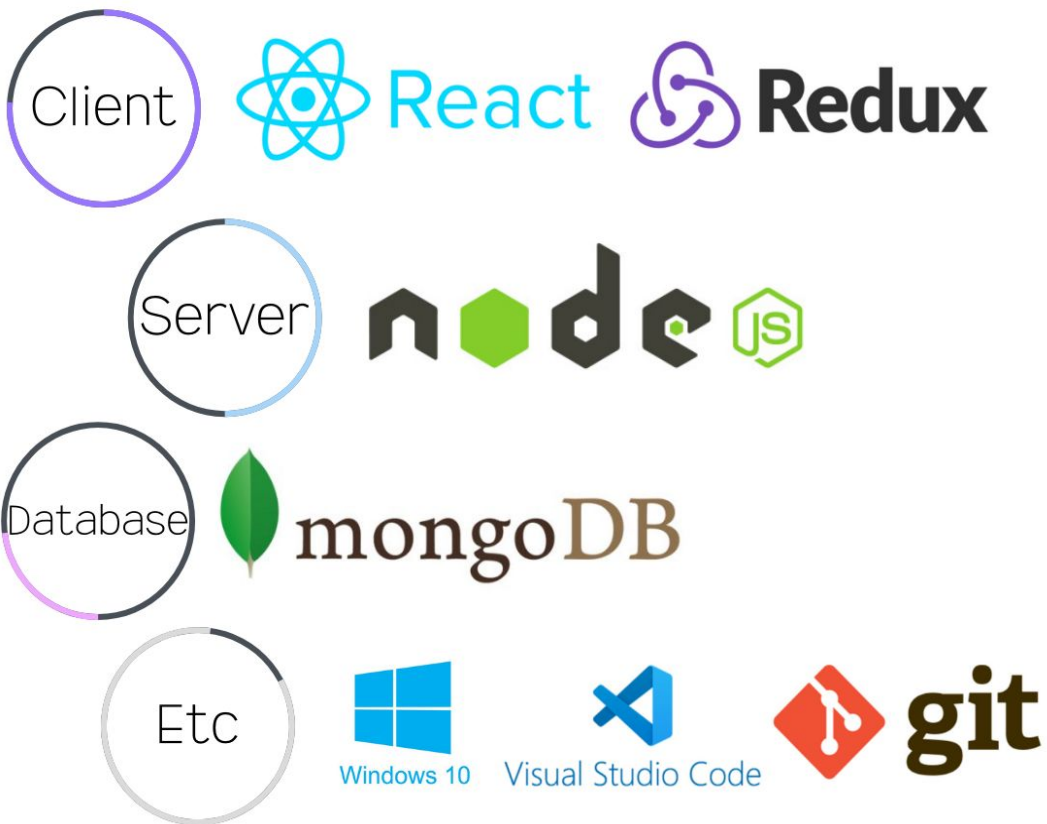 Client React Redux
Server node JS
Database mongoDB
Etc Windows 10 Visual Studio Code git